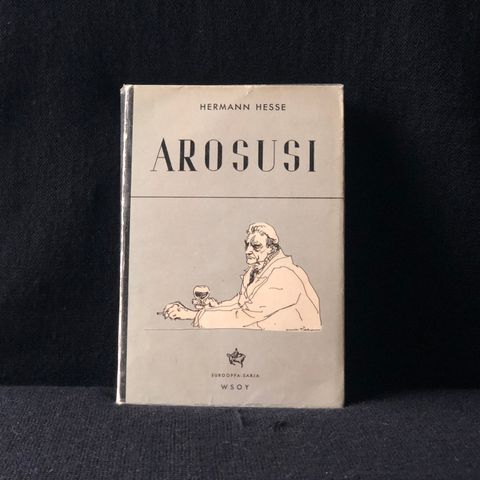 HERMANN HESSE
AROSUSI
EUROOPPA-SARJA
WSOY